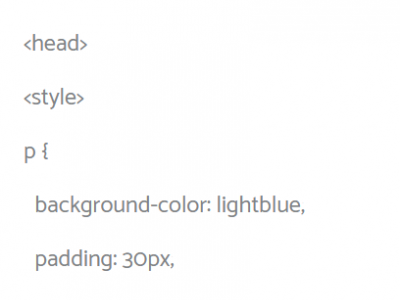 <head>
<style>
p {
background-color: lightblue,
padding: 30px,